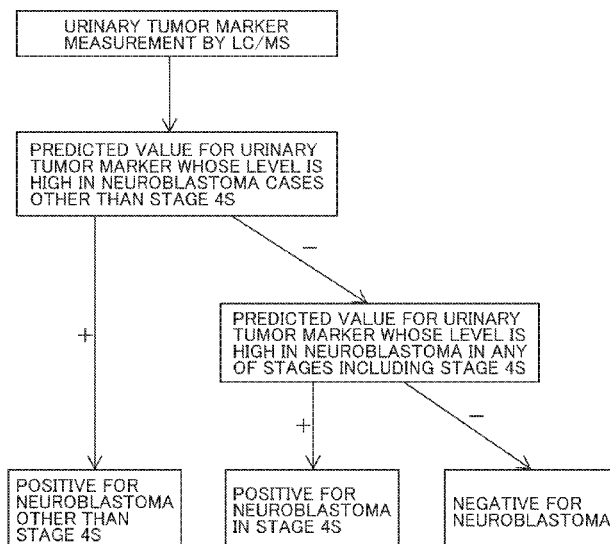 URINARY TUMOR MARKER
MEASUREMENT BY LC/MS
PREDICTED VALUE FOR URINARY
TUMOR MARKER WHOSE LEVEL IS
HIGH IN NEUROBLASTOMA CASES
OTHER THAN STAGE 4S
−
+
PREDICTED VALUE FOR URINARY
TUMOR MARKER WHOSE LEVEL IS
HIGH IN NEUROBLASTOMA IN ANY
OF STAGES INCLUDING STAGE 4S
+
−
POSITIVE FOR
NEUROBLASTOMA
OTHER THAN
STAGE 4S
POSITIVE FOR
NEUROBLASTOMA
IN STAGE 4S
NEGATIVE FOR
NEUROBLASTOMA